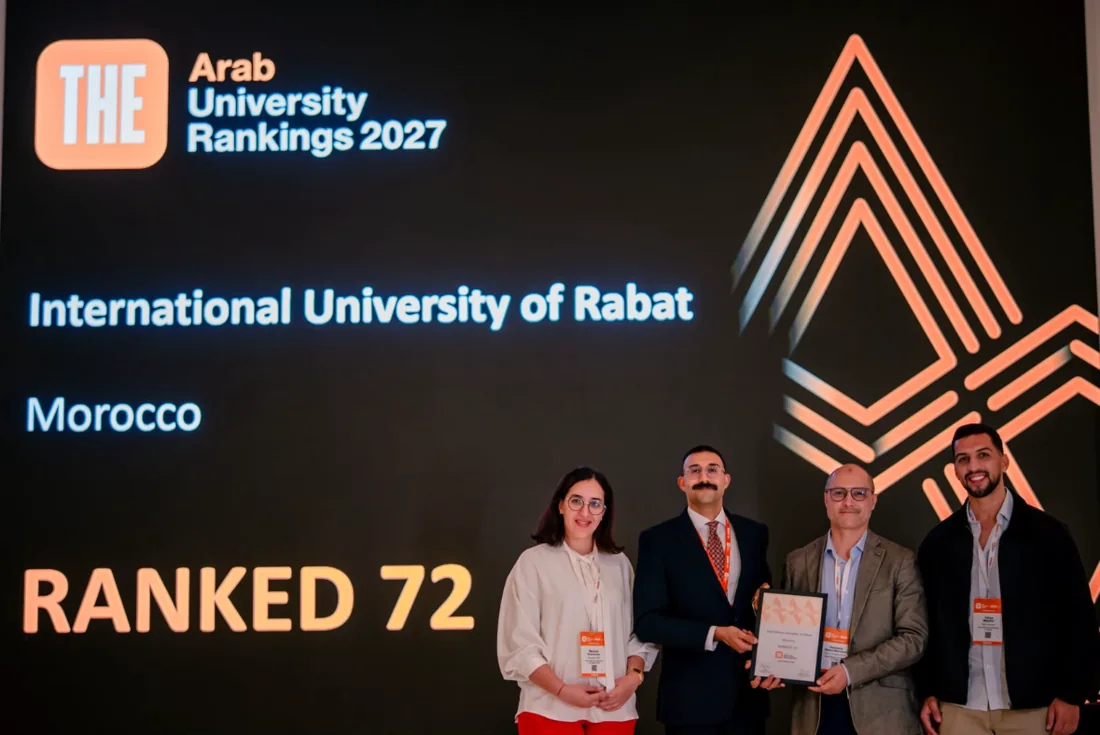 THE
Arab
University
Rankings 2027
International University of Rabat
Morocco
RANKED 72